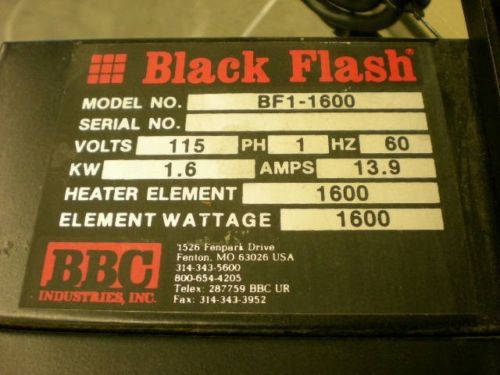 Black Flash®
MODEL NO. BF1-1600
SERIAL NO.
VOLTS 115 PH 1 HZ 60
KW 1.6 AMPS 13.9
HEATER ELEMENT 1600
ELEMENT WATTAGE 1600
BBC
INDUSTRIES, INC.
1526 Fenpark Drive
Fenton, MO 63026 USA
314-343-5600
800-654-4205
Telex: 287759 BBC UR
Fax: 314-343-3952